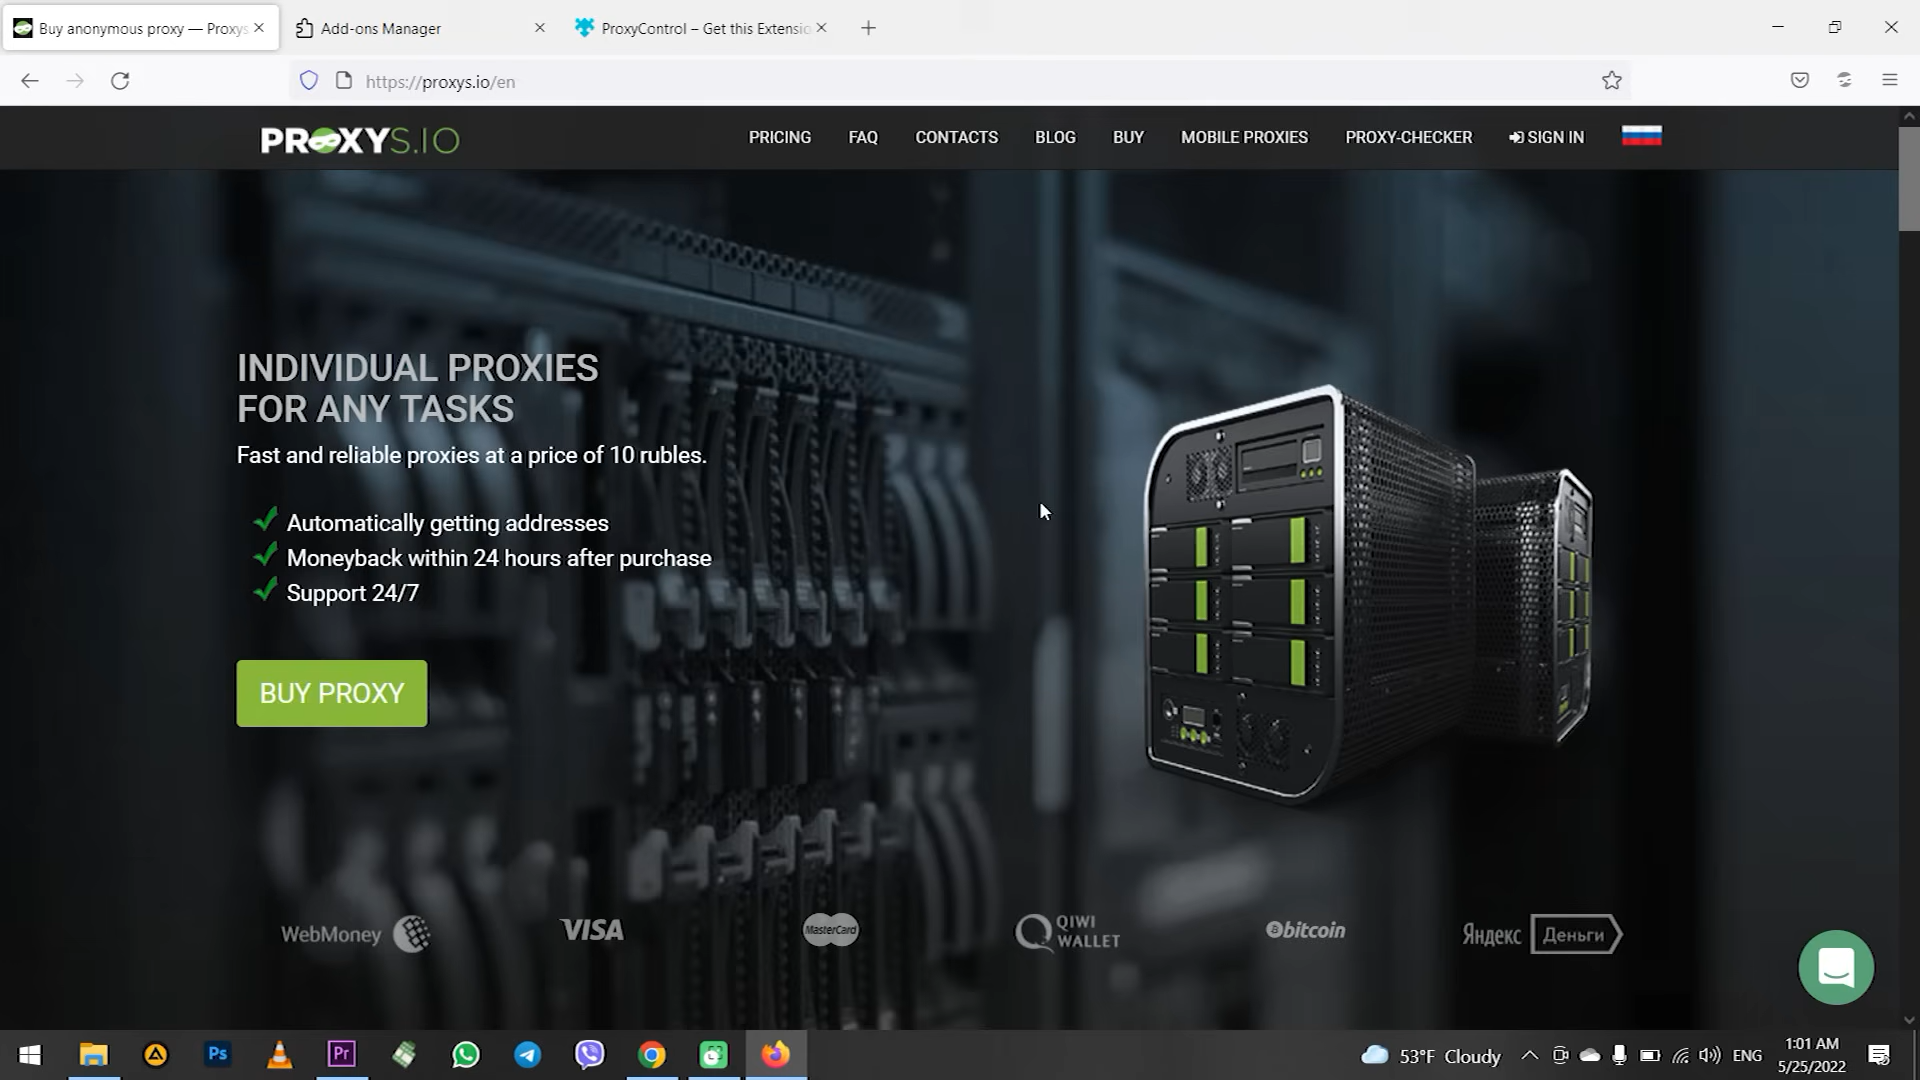 Buy anonymous proxy — Proxys
Add-ons Manager
ProxyControl – Get this Extensio
https://proxys.io/en
PROXYS.IO
PRICING
FAQ
CONTACTS
BLOG
BUY
MOBILE PROXIES
PROXY-CHECKER
SIGN IN
INDIVIDUAL PROXIES
FOR ANY TASKS
Fast and reliable proxies at a price of 10 rubles.
Automatically getting addresses
Moneyback within 24 hours after purchase
Support 24/7
BUY PROXY
WebMoney
VISA
MasterCard
QIWI
WALLET
bitcoin
Яндекс
Деньги
Ps
Pr
53°F Cloudy
ENG
1:01 AM
5/25/2022